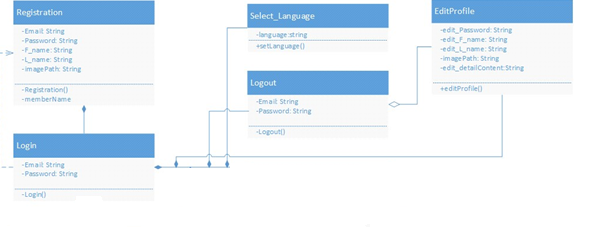 Registration
-Email: String
-Password: String
-F_name: String
-L_name: String
-imagePath: String
-Registration()
-memberName
Login
-Email: String
-Password: String
-Login()
Select_Language
-language:string
+setLanguage()
Logout
-Email: String
-Password: String
-Logout()
EditProfile
-edit_Password: String
-edit_F_name: String
-edit_L_name: String
-imagePath: String
-edit_detailContent:String
+editProfile()